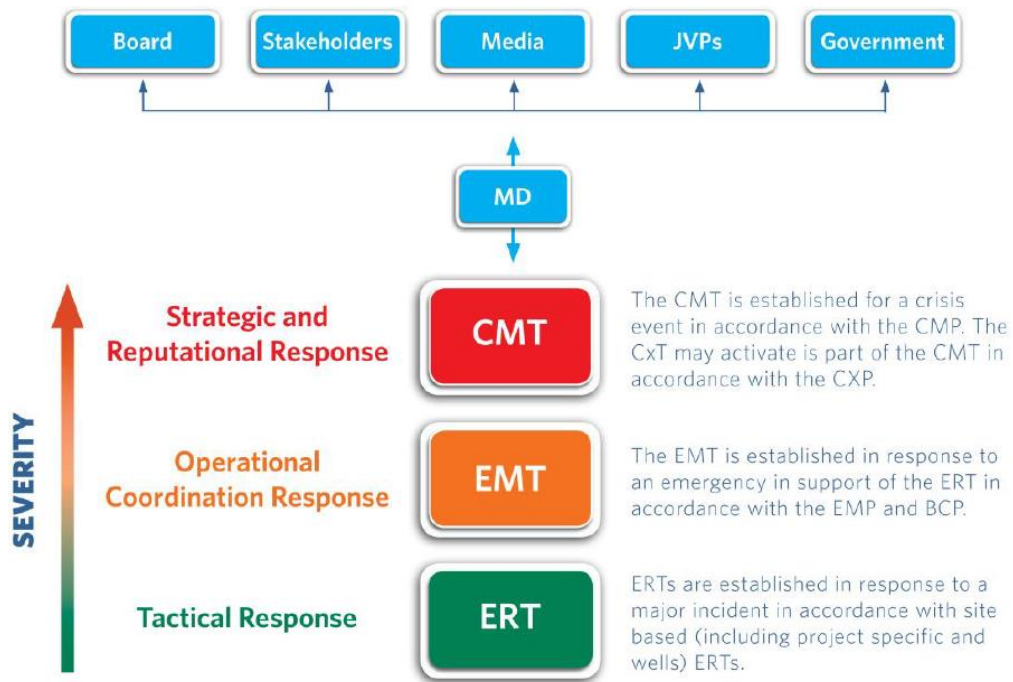 Board
Stakeholders
Media
JVPs
Government
MD
SEVERITY
Strategic and
Reputational Response
CMT
The CMT is established for a crisis
event in accordance with the CMP. The
CxT may activate is part of the CMT in
accordance with the CXP.
Operational
Coordination Response
EMT
The EMT is established in response to
an emergency in support of the ERT in
accordance with the EMP and BCP.
Tactical Response
ERT
ERTs are established in response to a
major incident in accordance with site
based (including project specific and
wells) ERTs.